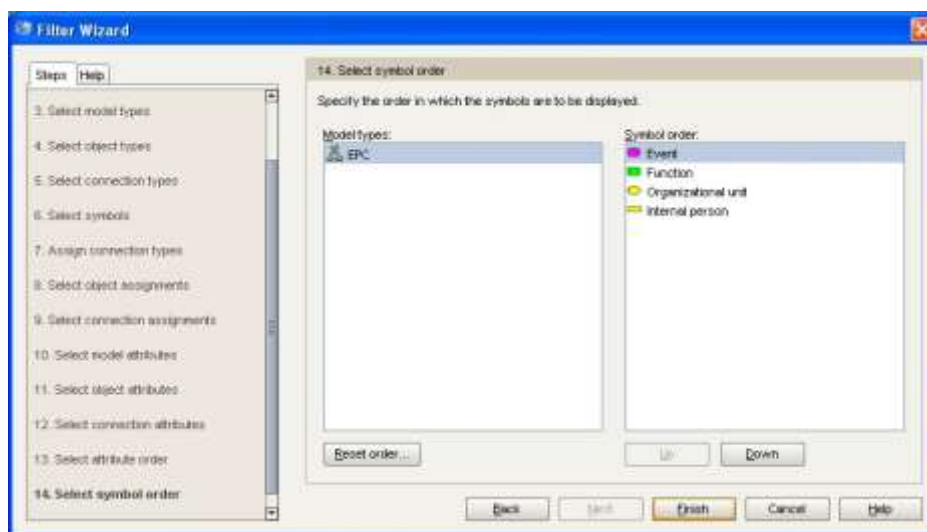 Filter Wizard
Steps Help
3. Select model types
4. Select object types
5. Select connection types
6. Select symbols
7. Assign connection types
8. Select object assignments
9. Select connection assignments
10. Select model attributes
11. Select object attributes
12. Select connection attributes
13. Select attribute order
14. Select symbol order
14. Select symbol order
Specify the order in which the symbols are to be displayed.
Model types:
EPC
Symbol order:
Event
Function
Organizational unit
Internal person
Reset order...
Up Down
Back Next Finish Cancel Help